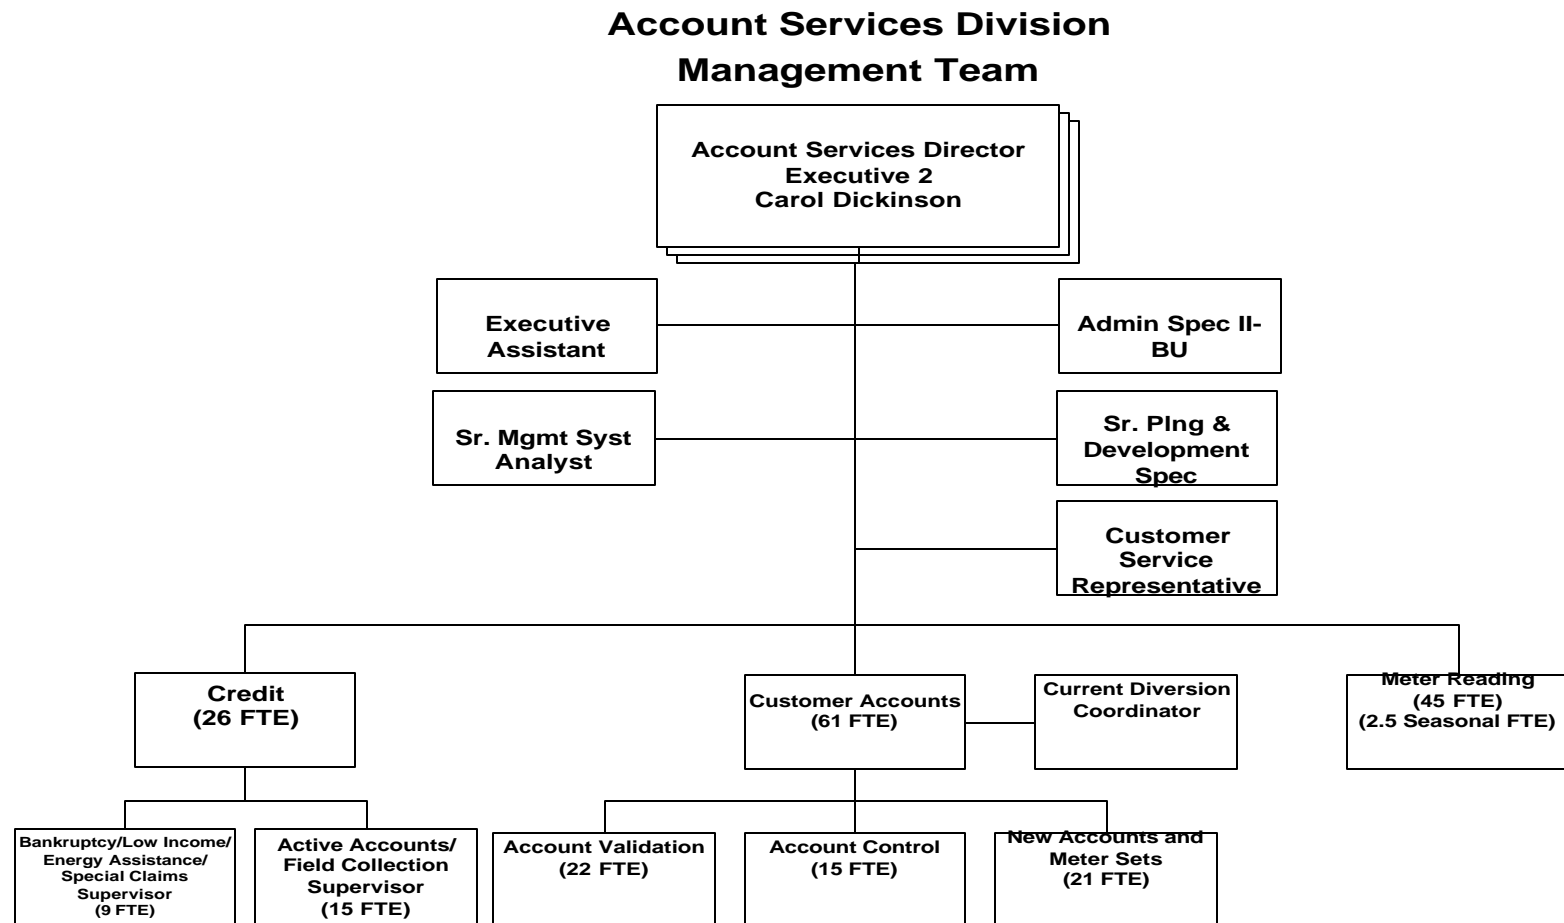 Account Services Division
Management Team
Account Services Director
Executive 2
Carol Dickinson
Executive
Assistant
Admin Spec II-
BU
Sr. Mgmt Syst
Analyst
Sr. Plng &
Development
Spec
Customer
Service
Representative
Credit
(26 FTE)
Customer Accounts
(61 FTE)
Current Diversion
Coordinator
Meter Reading
(45 FTE)
(2.5 Seasonal FTE)
Bankruptcy/Low Income/
Energy Assistance/
Special Claims
Supervisor
(9 FTE)
Active Accounts/
Field Collection
Supervisor
(15 FTE)
Account Validation
(22 FTE)
Account Control
(15 FTE)
New Accounts and
Meter Sets
(21 FTE)